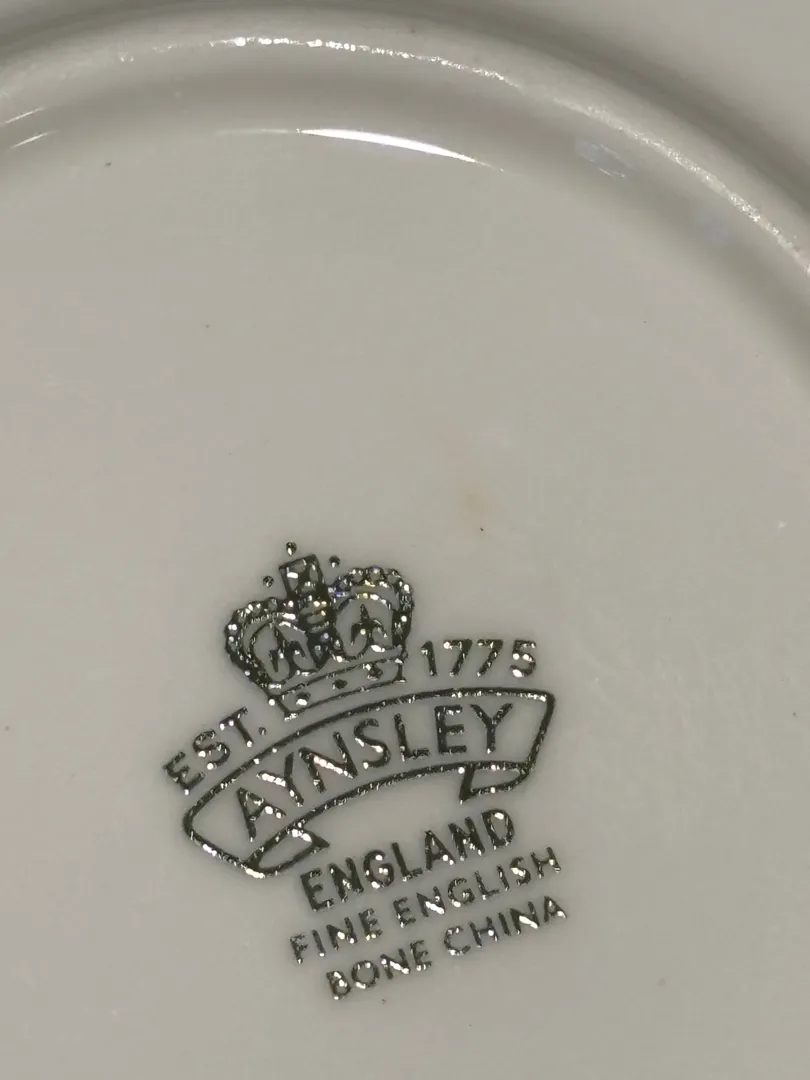 EST. 1775
AYNSLEY
ENGLAND
FINE ENGLISH
BONE CHINA